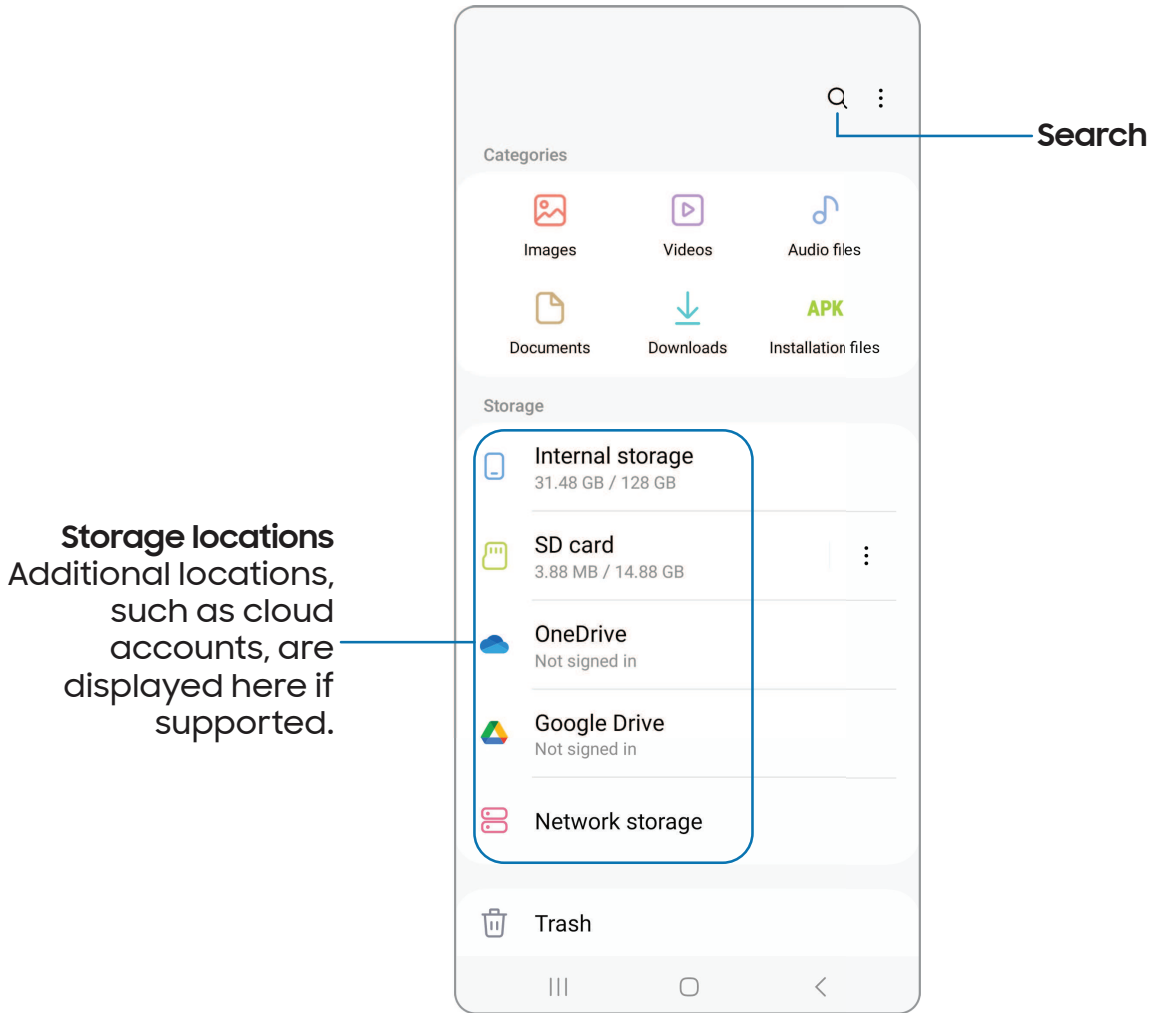 Search
Categories
Images Videos Audio files
APK
Documents Downloads Installation files
Storage
Internal storage
31.48 GB / 128 GB
SD card
3.88 MB / 14.88 GB
OneDrive
Not signed in
Google Drive
Not signed in
Network storage
Trash
Storage locations
Additional locations,
such as cloud
accounts, are
displayed here if
supported.